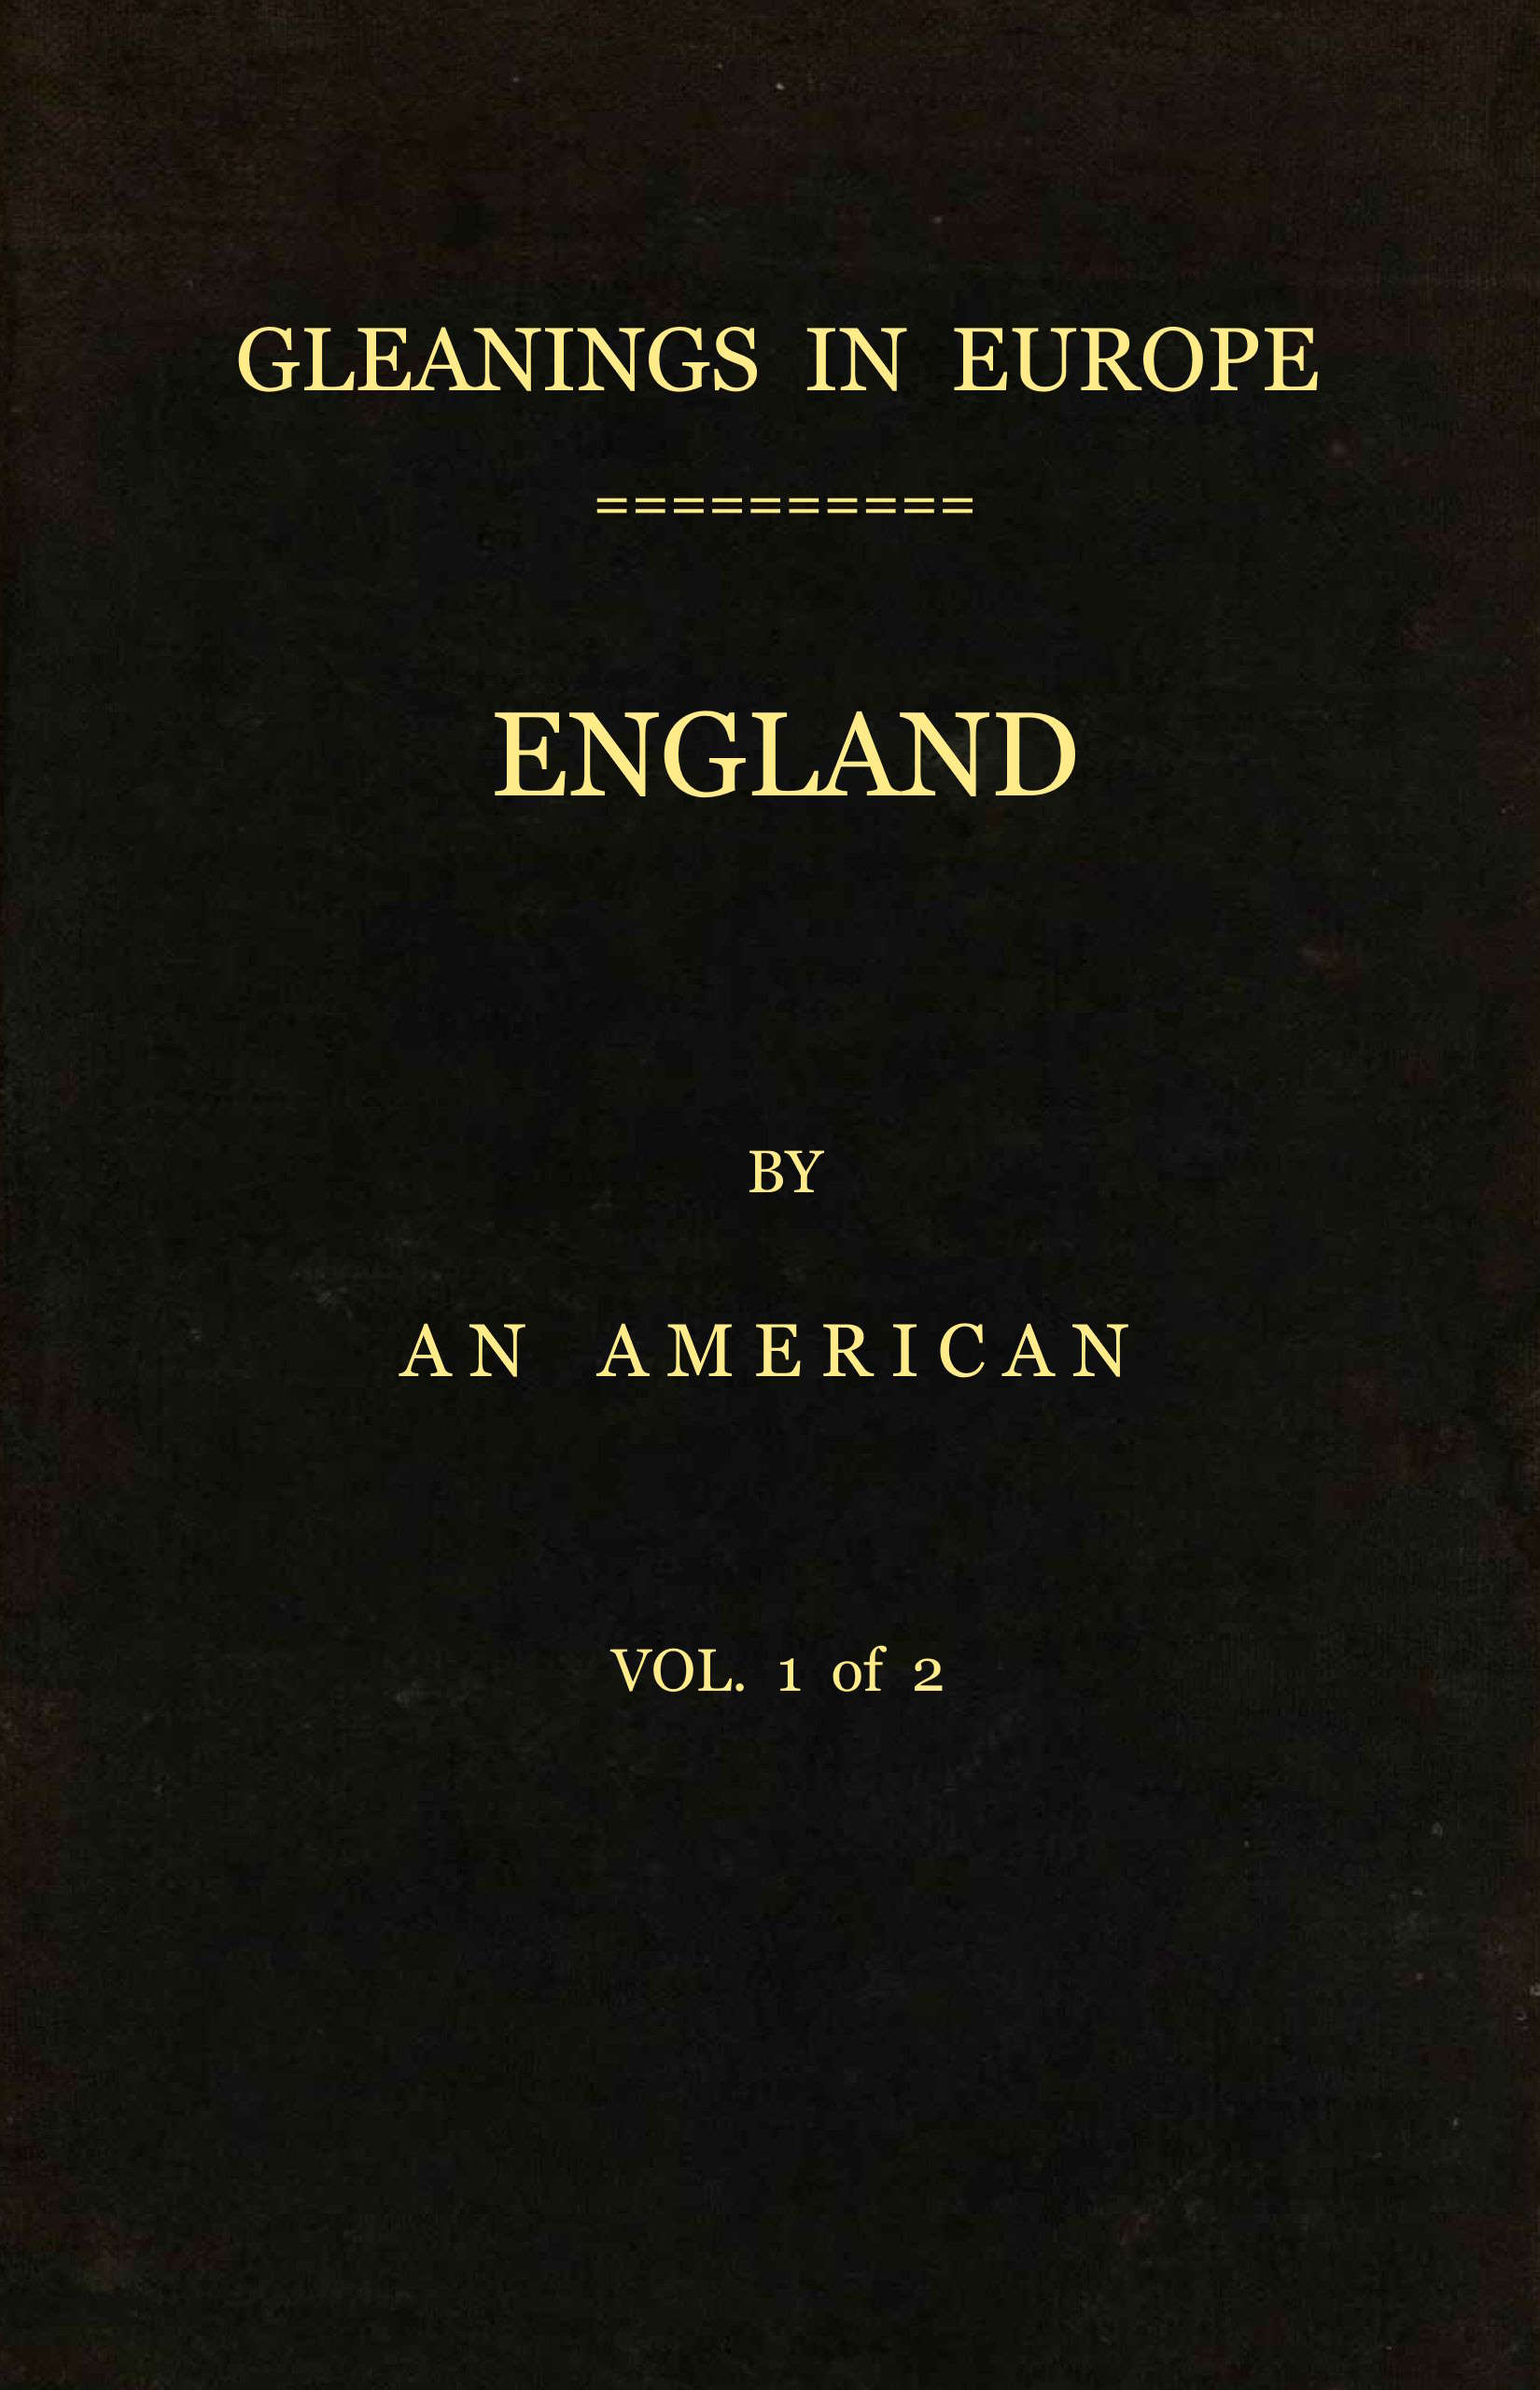 GLEANINGS IN EUROPE
==========
ENGLAND
BY
AN AMERICAN
VOL. 1 of 2